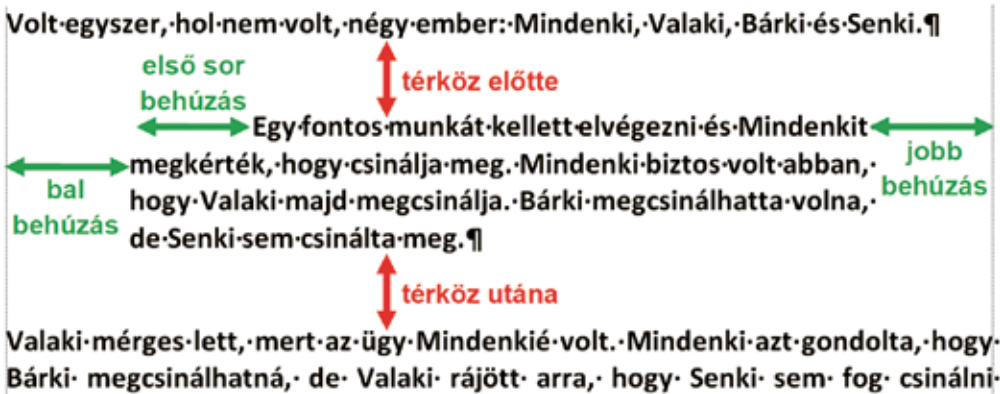 Volt·egyszer,·hol·nem·volt,·négy·ember:·Mindenki,·Valaki,·Bárki·és·Senki.¶
első sor
behúzás
térköz előtte
Egy·fontos·munkát·kellett·elvégezni·és·Mindenkit
megkérték,·hogy·csinálja·meg.·Mindenki·biztos·volt·abban,·
jobb
behúzás
bal
behúzás
hogy·Valaki·majd·megcsinálja.·Bárki·megcsinálhatta·volna,·
de·Senki·sem·csinálta·meg.¶
térköz utána
Valaki·mérges·lett,·mert·az·ügy·Mindenkié·volt.·Mindenki·azt·gondolta,·hogy·
Bárki·megcsinálhatná,·de·Valaki·rájött·arra,·hogy·Senki·sem·fog·csinálni·